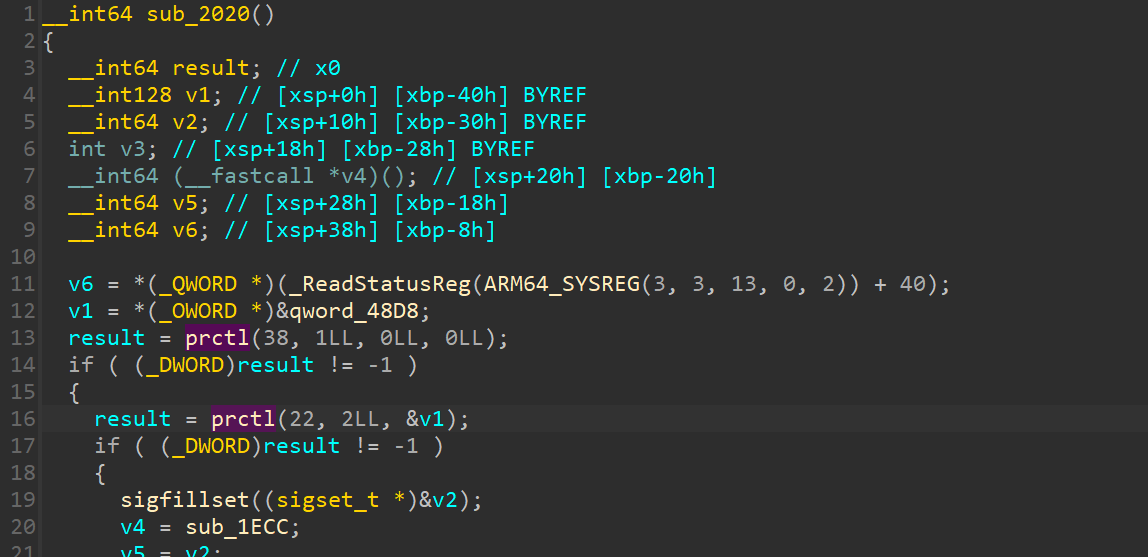 1 __int64 sub_2020()
2 {
3 __int64 result; // x0
4 __int128 v1; // [xsp+0h] [xbp-40h] BYREF
5 __int64 v2; // [xsp+10h] [xbp-30h] BYREF
6 int v3; // [xsp+18h] [xbp-28h] BYREF
7 __int64 (__fastcall *v4)(); // [xsp+20h] [xbp-20h]
8 __int64 v5; // [xsp+28h] [xbp-18h]
9 __int64 v6; // [xsp+38h] [xbp-8h]
10
11 v6 = *(_QWORD *)(_ReadStatusReg(ARM64_SYSREG(3, 3, 13, 0, 2)) + 40);
12 v1 = *(_OWORD *)&qword_48D8;
13 result = prctl(38, 1LL, 0LL, 0LL);
14 if ( (_DWORD)result != -1 )
15 {
16 result = prctl(22, 2LL, &v1);
17 if ( (_DWORD)result != -1 )
18 {
19 sigfillset((sigset_t *)&v2);
20 v4 = sub_1ECC;
21 v5 = v2;